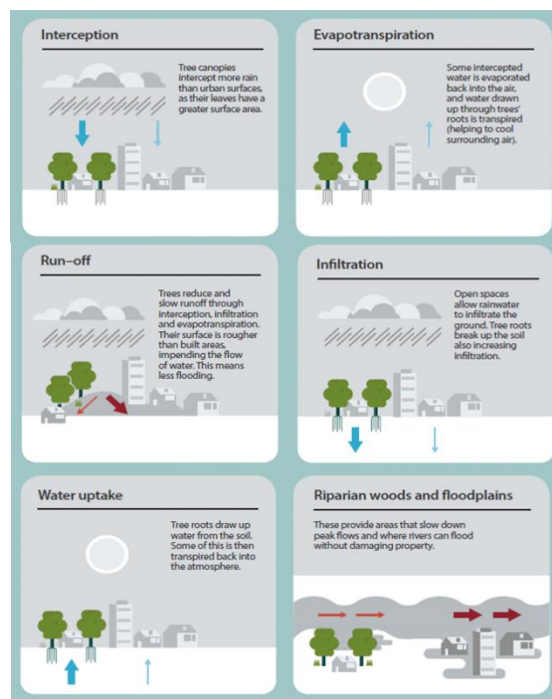 Interception
Tree canopies
intercept more rain
than urban surfaces,
as their leaves have a
greater surface area.
Evapotranspiration
Some intercepted
water is evaporated
back into the air,
and water drawn
up through trees'
roots is transpired
(helping to cool
surrounding air).
Run–off
Trees reduce and
slow runoff through
interception, infiltration
and evapotranspiration.
Their surface is rougher
than built areas,
impending the flow
of water. This means
less flooding.
Infiltration
Open spaces
allow rainwater
to infiltrate the
ground. Tree roots
break up the soil
also increasing
infiltration.
Water uptake
Tree roots draw up
water from the soil.
Some of this is then
transpired back into
the atmosphere.
Riparian woods and floodplains
These provide areas that slow down
peak flows and where rivers can flood
without damaging property.